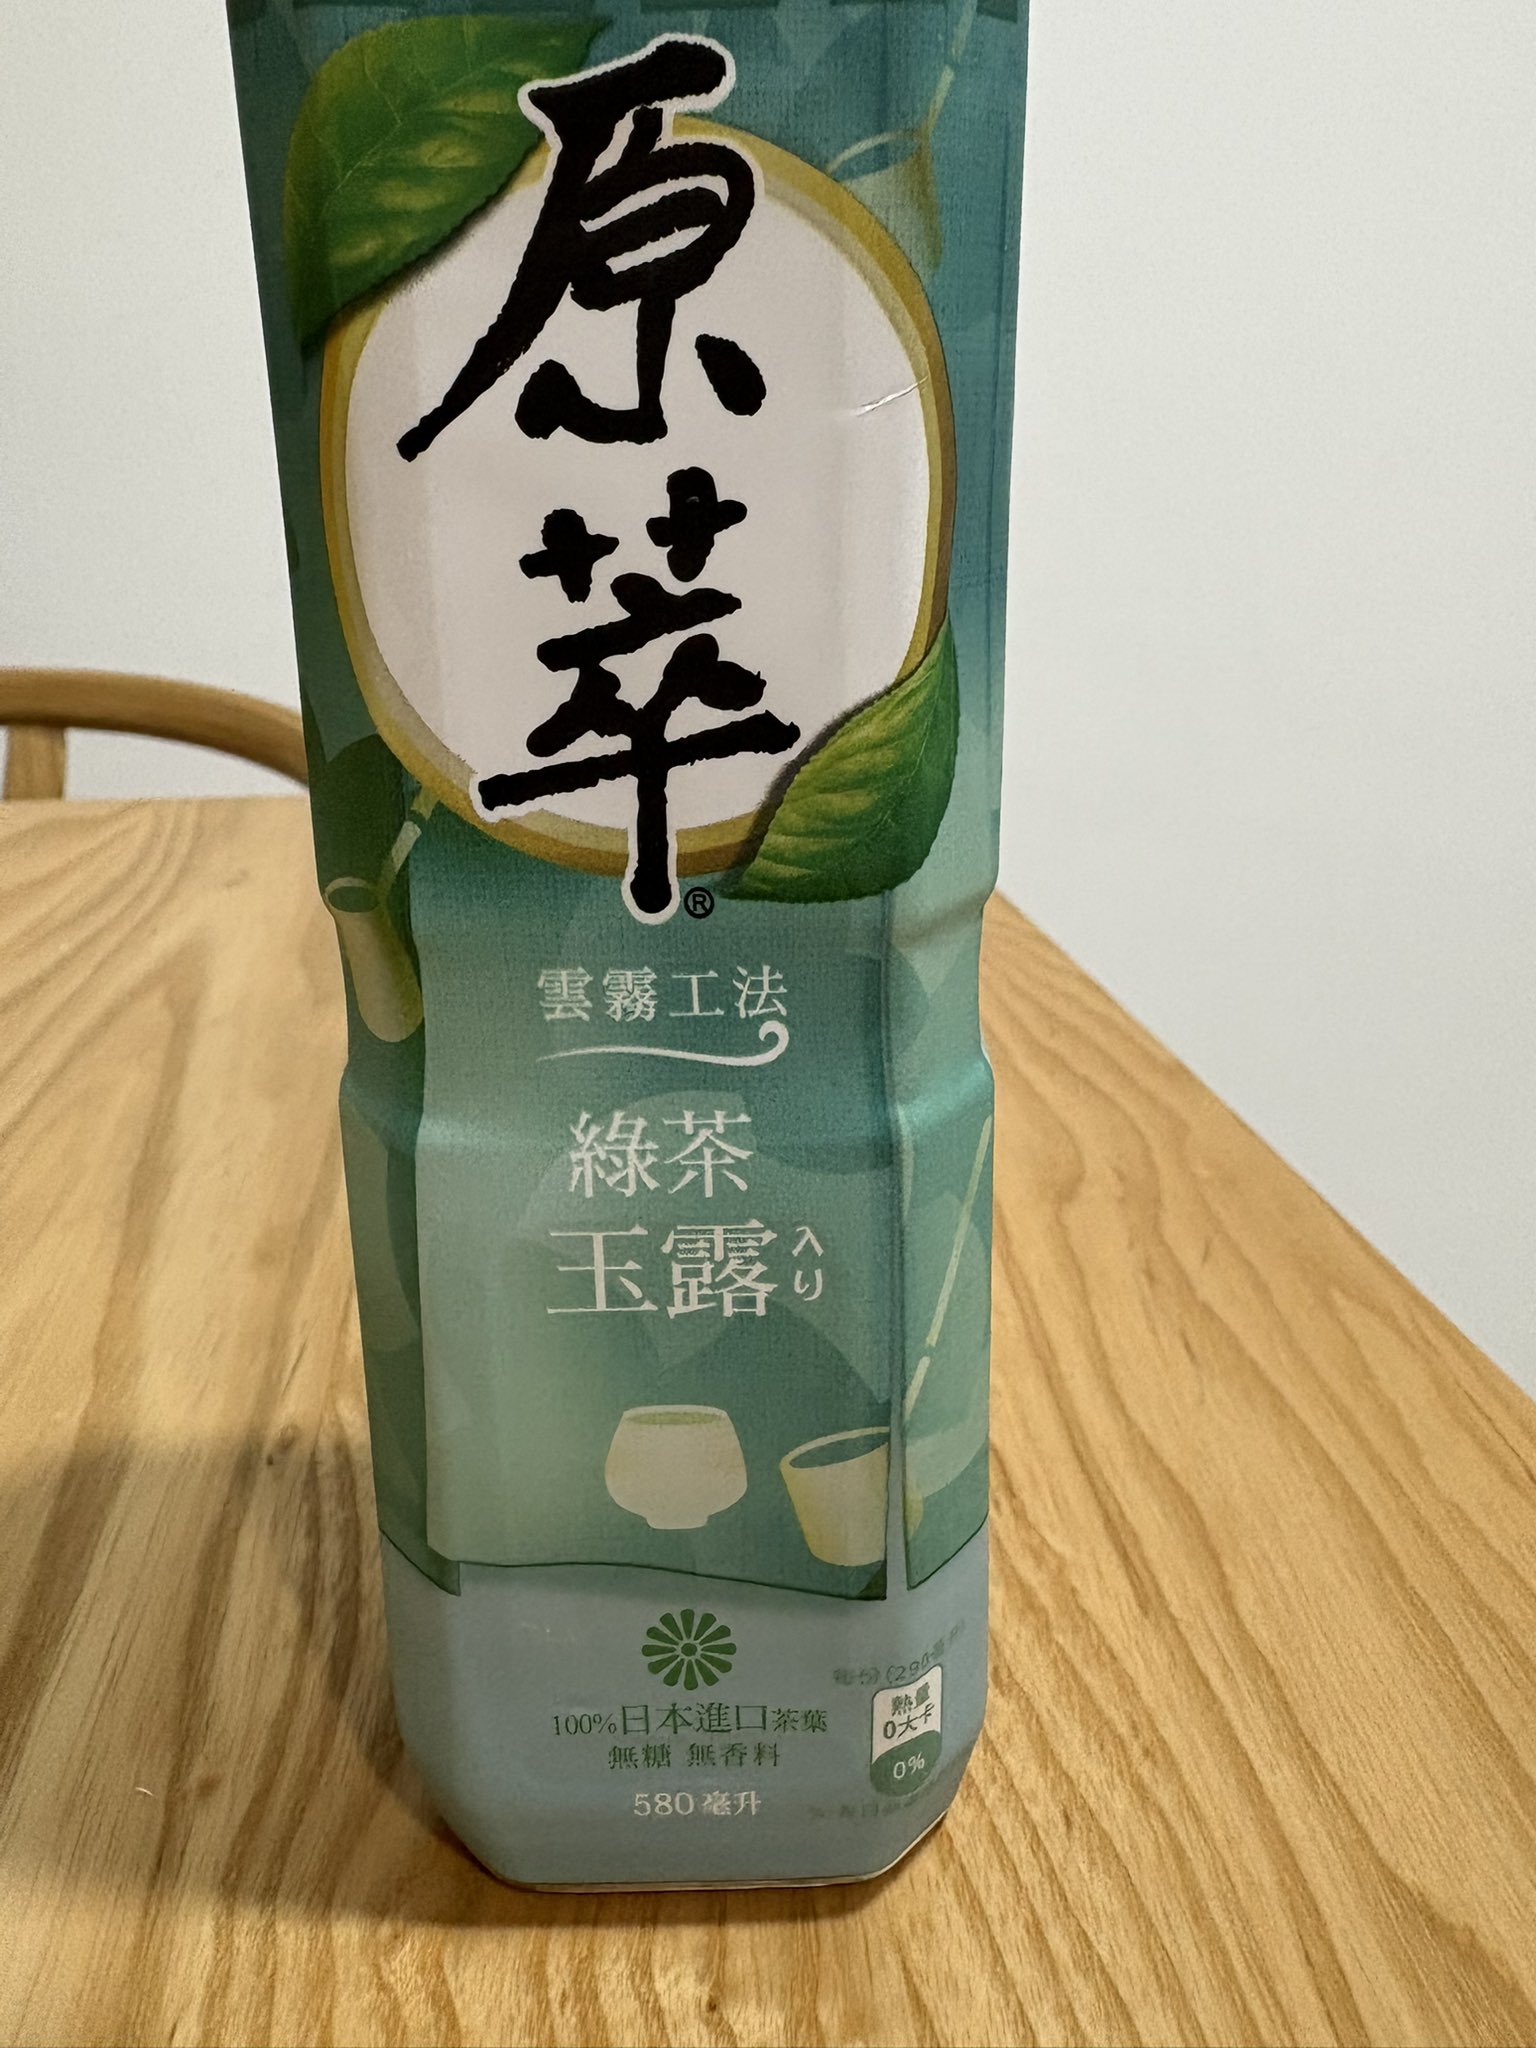 原萃®
雲霧工法
綠茶
玉露入り
100%日本進口茶葉
無糖 無香料
580毫升
熱量
0大卡
0%